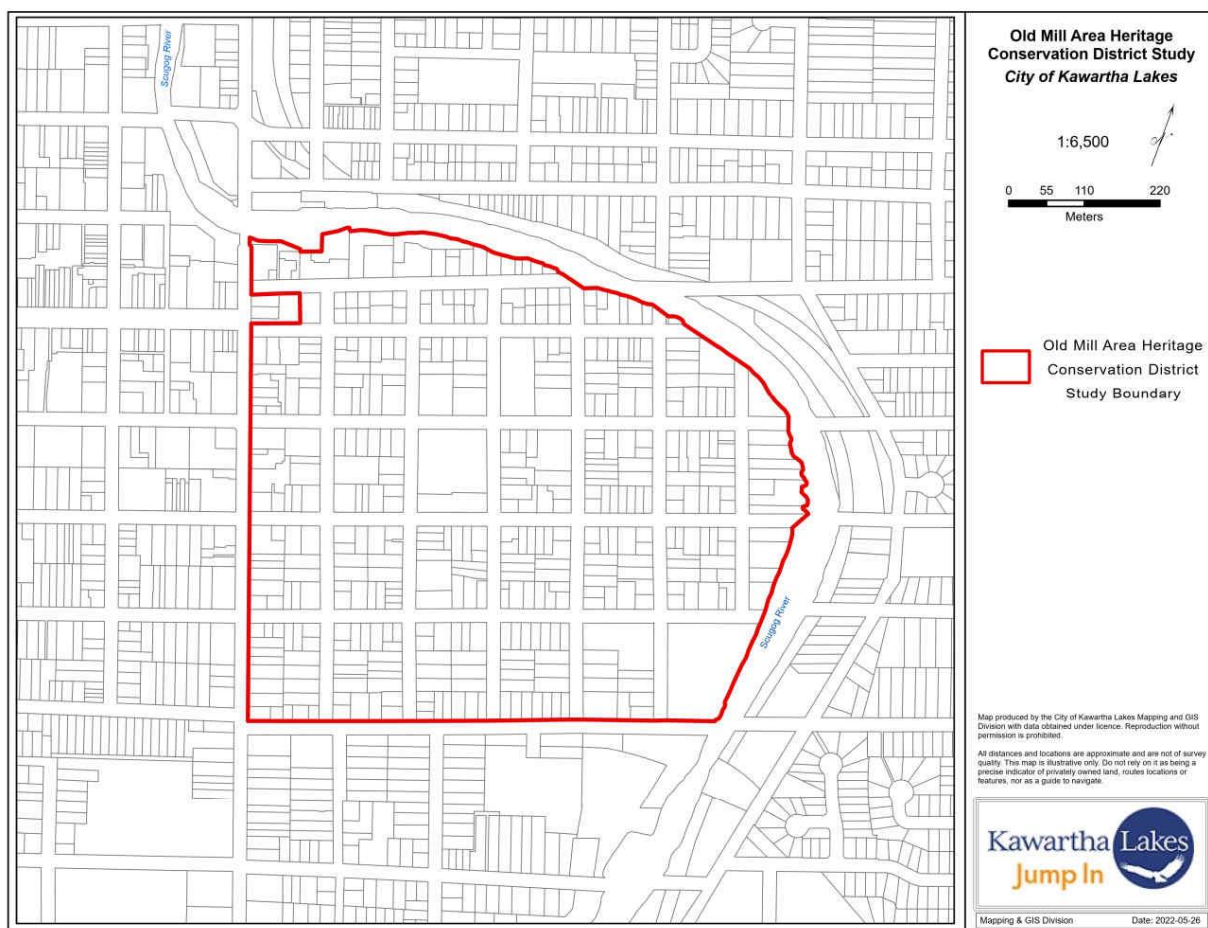 Scugog River
Scugog River
Old Mill Area Heritage
Conservation District Study
City of Kawartha Lakes
1:6,500
0 55 110 220
Meters
Old Mill Area Heritage
Conservation District
Study Boundary
Map produced by the City of Kawartha Lakes Mapping and GIS
Division with data obtained under licence. Reproduction without
permission is prohibited.
All distances and locations are approximate and are not of survey
quality. This map is illustrative only. Do not rely on it as being a
precise indicator of privately owned land, routes locations or
features, nor as a guide to navigate.
Kawartha Lakes
Jump In
Mapping & GIS Division Date: 2022-05-26